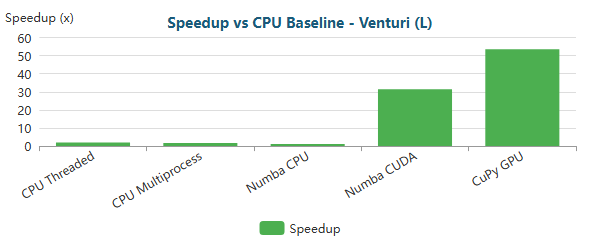 Speedup (x)
Speedup vs CPU Baseline - Venturi (L)
60
50
40
30
20
10
0
CPU Threaded
CPU Multiprocess
Numba CPU
Numba CUDA
CuPy GPU
Speedup